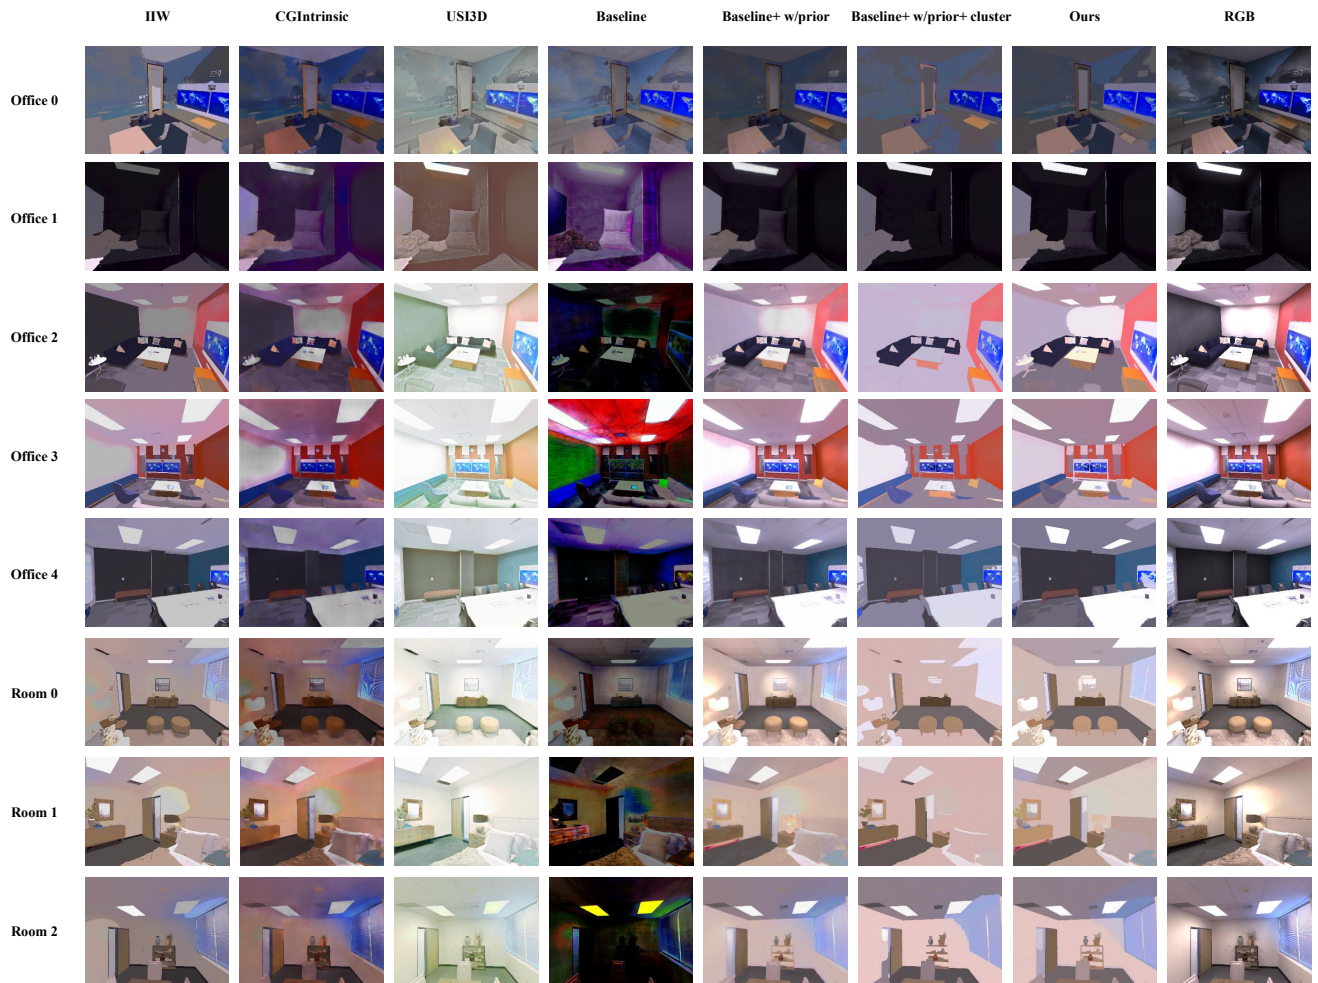 IIW CGIntrinsic USI3D Baseline Baseline+ w/prior Baseline+ w/prior+ cluster Ours RGB
Office 0
Office 1
Office 2
Office 3
Office 4
Room 0
Room 1
Room 2